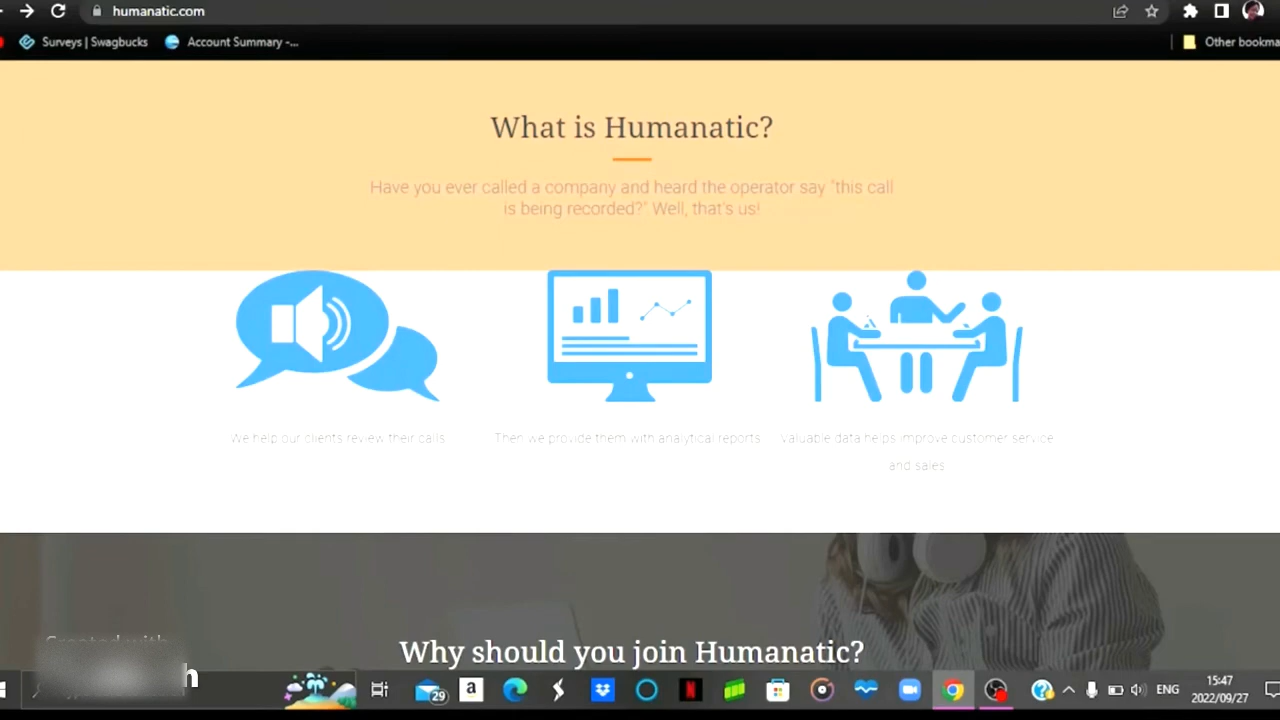 humanatic.com
Surveys | Swagbucks
Account Summary -...
Other bookma
What is Humanatic?
Have you ever called a company and heard the operator say "this call
is being recorded?" Well, that's us!
We help our clients review their calls
Then we provide them with analytical reports
Valuable data helps improve customer service
and sales
Why should you join Humanatic?
Created with
h
29
a
ENG
15:47
2022/09/27